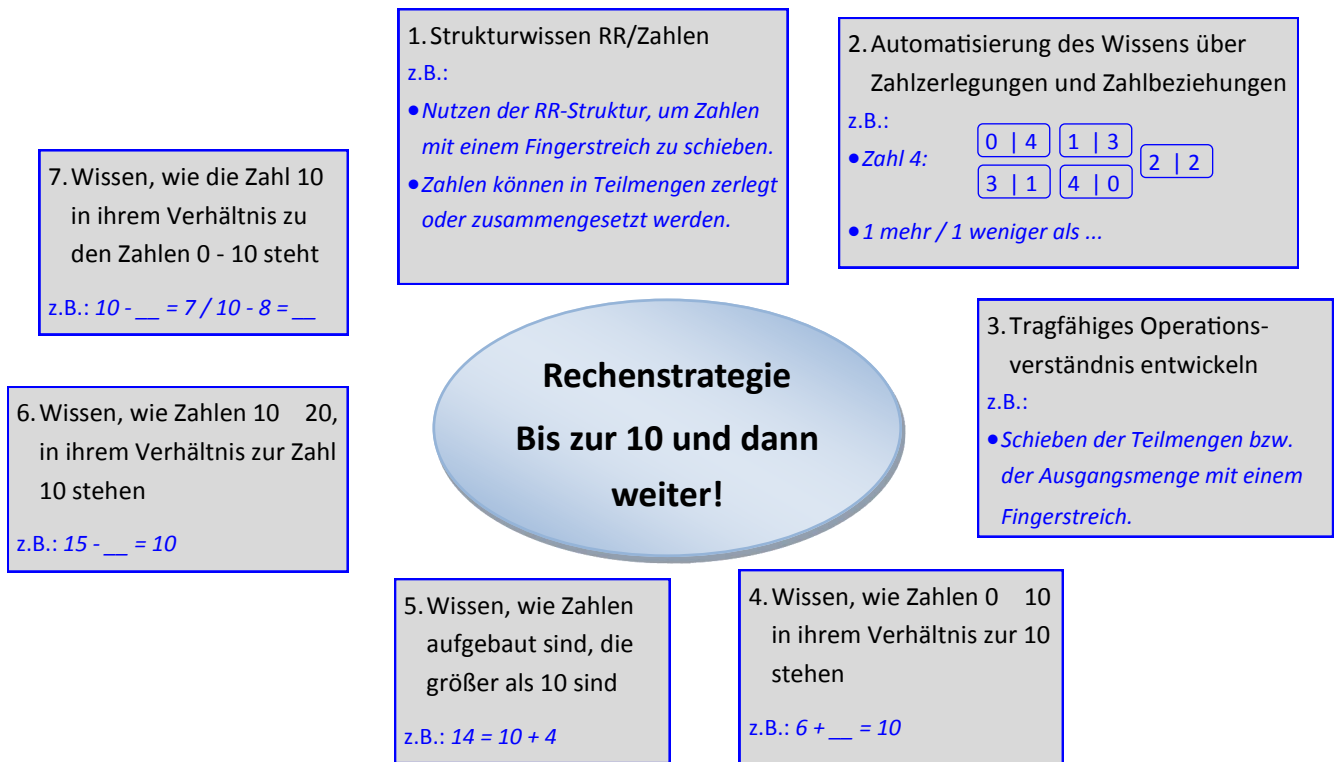 1. Strukturwissen RR/Zahlen
z.B.:
• Nutzen der RR-Struktur, um Zahlen
mit einem Fingerstreich zu schieben.
• Zahlen können in Teilmengen zerlegt
oder zusammengesetzt werden.
2. Automatisierung des Wissens über
Zahlzerlegungen und Zahlbeziehungen
z.B.:
• Zahl 4: 0 | 4 1 | 3 2 | 2
3 | 1 4 | 0
• 1 mehr / 1 weniger als ...
3. Tragfähiges Operations-
verständnis entwickeln
z.B.:
• Schieben der Teilmengen bzw.
der Ausgangsmenge mit einem
Fingerstreich.
4. Wissen, wie Zahlen 0 10
in ihrem Verhältnis zur 10
stehen
z.B.: 6 + __ = 10
5. Wissen, wie Zahlen
aufgebaut sind, die
größer als 10 sind
z.B.: 14 = 10 + 4
6. Wissen, wie Zahlen 10 20,
in ihrem Verhältnis zur Zahl
10 stehen
z.B.: 15 - __ = 10
7. Wissen, wie die Zahl 10
in ihrem Verhältnis zu
den Zahlen 0 - 10 steht
z.B.: 10 - __ = 7 / 10 - 8 = __
Rechenstrategie
Bis zur 10 und dann
weiter!